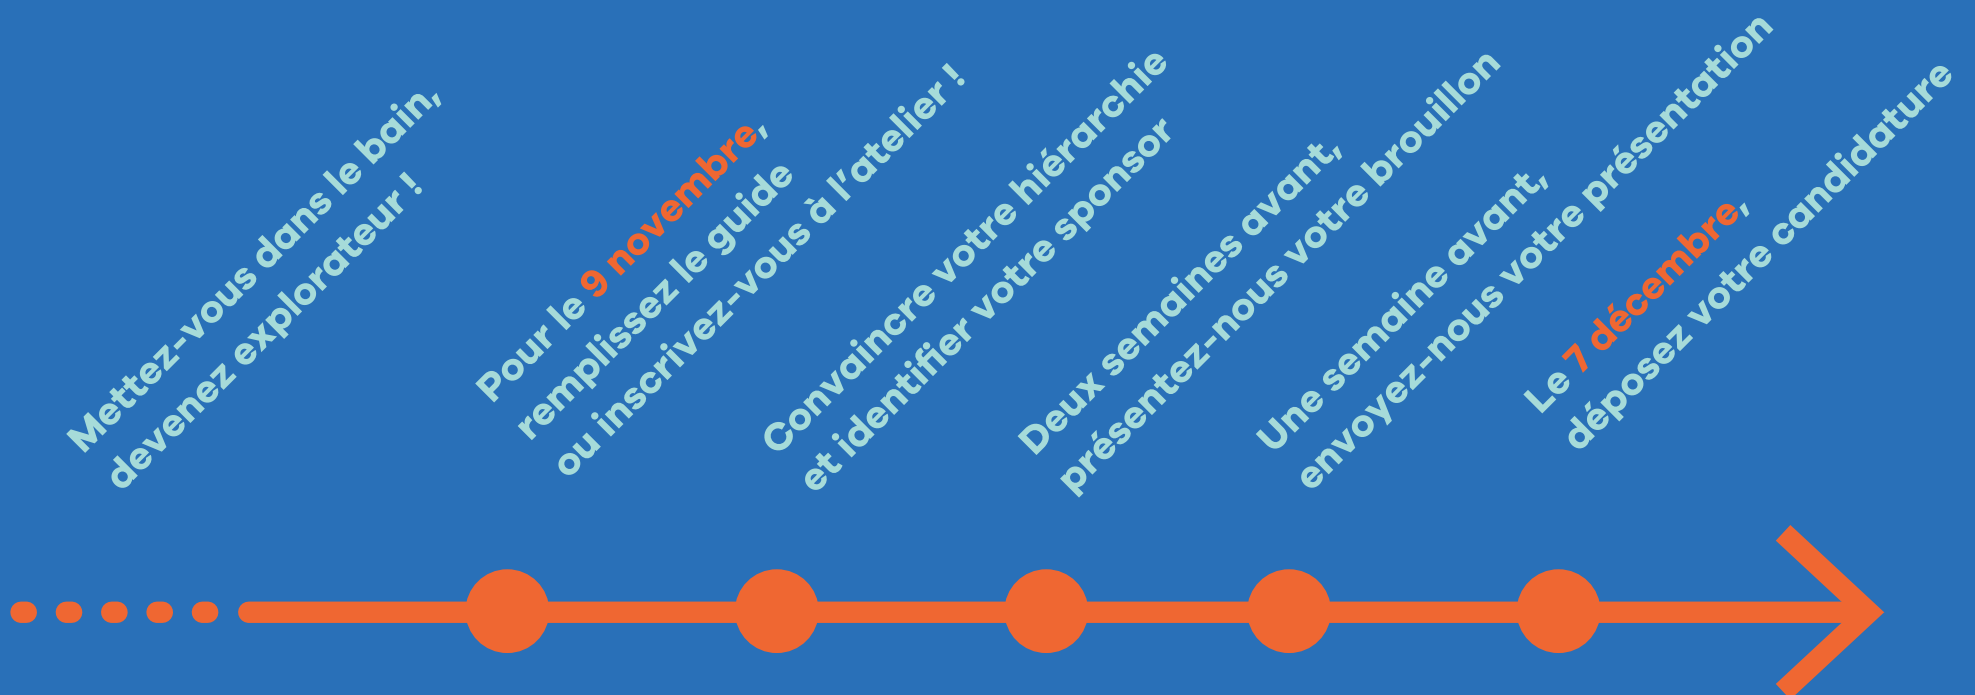 Mettez-vous dans le bain,
devenez explorateur !
Pour le 9 novembre,
remplissez le guide
ou inscrivez-vous à l’atelier !
Convaincre votre hiérarchie
et identifier votre sponsor
Deux semaines avant,
présentez-nous votre brouillon
Une semaine avant,
envoyez-nous votre présentation
Le 7 décembre,
déposez votre candidature